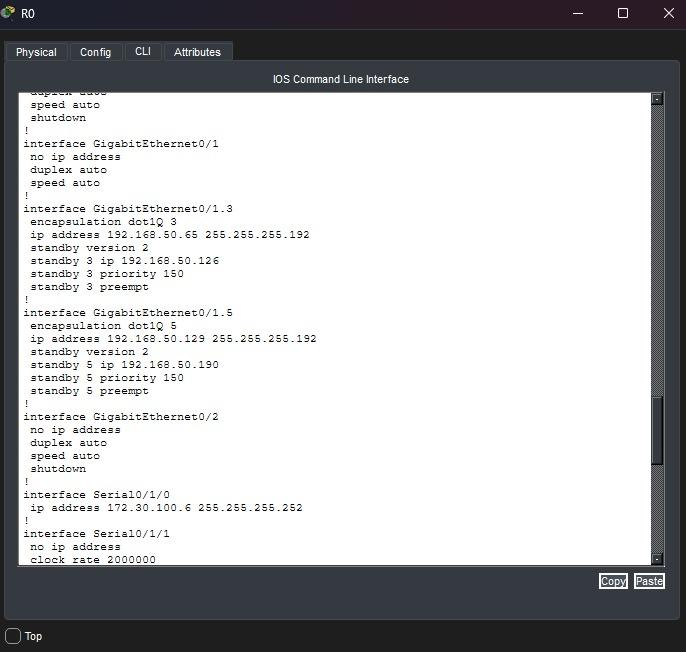 R0
Physical
Config
CLI
Attributes
IOS Command Line Interface
duplex auto
speed auto
shutdown
!
interface GigabitEthernet0/1
no ip address
duplex auto
speed auto
!
interface GigabitEthernet0/1.3
encapsulation dot1Q 3
ip address 192.168.50.65 255.255.255.192
standby version 2
standby 3 ip 192.168.50.126
standby 3 priority 150
standby 3 preempt
!
interface GigabitEthernet0/1.5
encapsulation dot1Q 5
ip address 192.168.50.129 255.255.255.192
standby version 2
standby 5 ip 192.168.50.190
standby 5 priority 150
standby 5 preempt
!
interface GigabitEthernet0/2
no ip address
duplex auto
speed auto
shutdown
!
interface Serial0/1/0
ip address 172.30.100.6 255.255.255.252
!
interface Serial0/1/1
no ip address
clock rate 2000000
Copy
Paste
Top